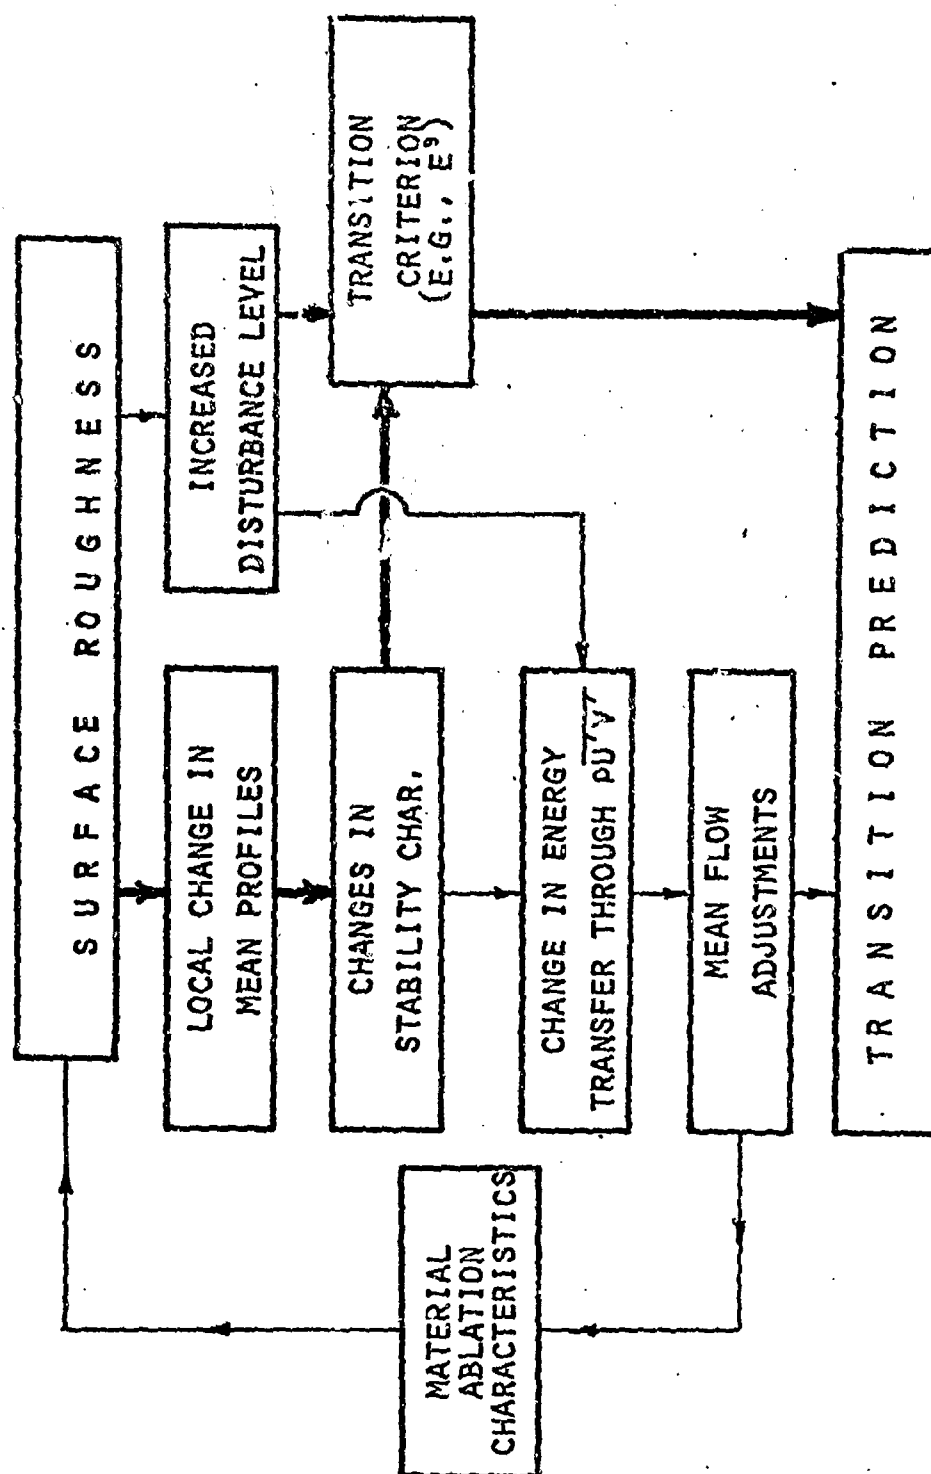 SURFACE ROUGHNESS
INCREASED
DISTURBANCE LEVEL
LOCAL CHANGE IN
MEAN PROFILES
TRANSITION
CRITERION
(E.G., E⁹)
CHANGES IN
STABILITY CHAR.
CHANGE IN ENERGY
TRANSFER THROUGH ρU'V'
MEAN FLOW
ADJUSTMENTS
MATERIAL
ABLATION
CHARACTERISTICS
TRANSITION PREDICTION